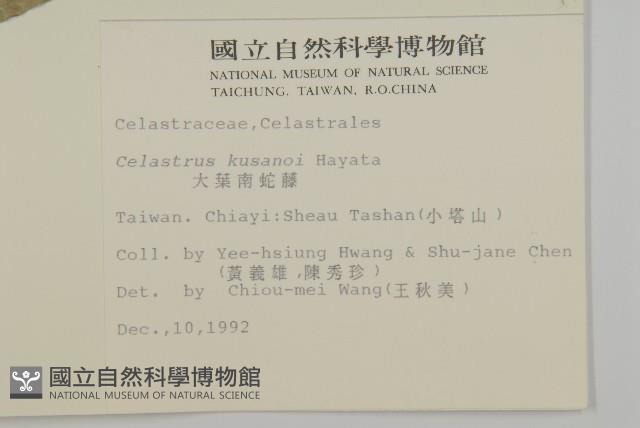 國立自然科學博物館
NATIONAL MUSEUM OF NATURAL SCIENCE
TAICHUNG, TAIWAN, R.O.CHINA
Celastraceae,Celastrales
Celastrus kusanoi Hayata
大葉南蛇藤
Taiwan. Chiayi:Sheau Tashan(小塔山)
Coll. by Yee-hsiung Hwang & Shu-jane Chen
(黃義雄,陳秀珍)
Det. by Chiou-mei Wang(王秋美)
Dec.,10,1992
國立自然科學博物館
NATIONAL MUSEUM OF NATURAL SCIENCE